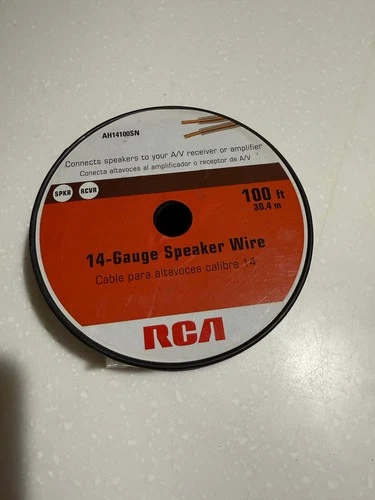 AH14100SN
Connects speakers to your A/V receiver or amplifier
Conecta altavoces al amplificador o receptor de A/V
SPKR RCVR
100 ft
30,4 m
14-Gauge Speaker Wire
Cable para altavoces calibre 14
RCA